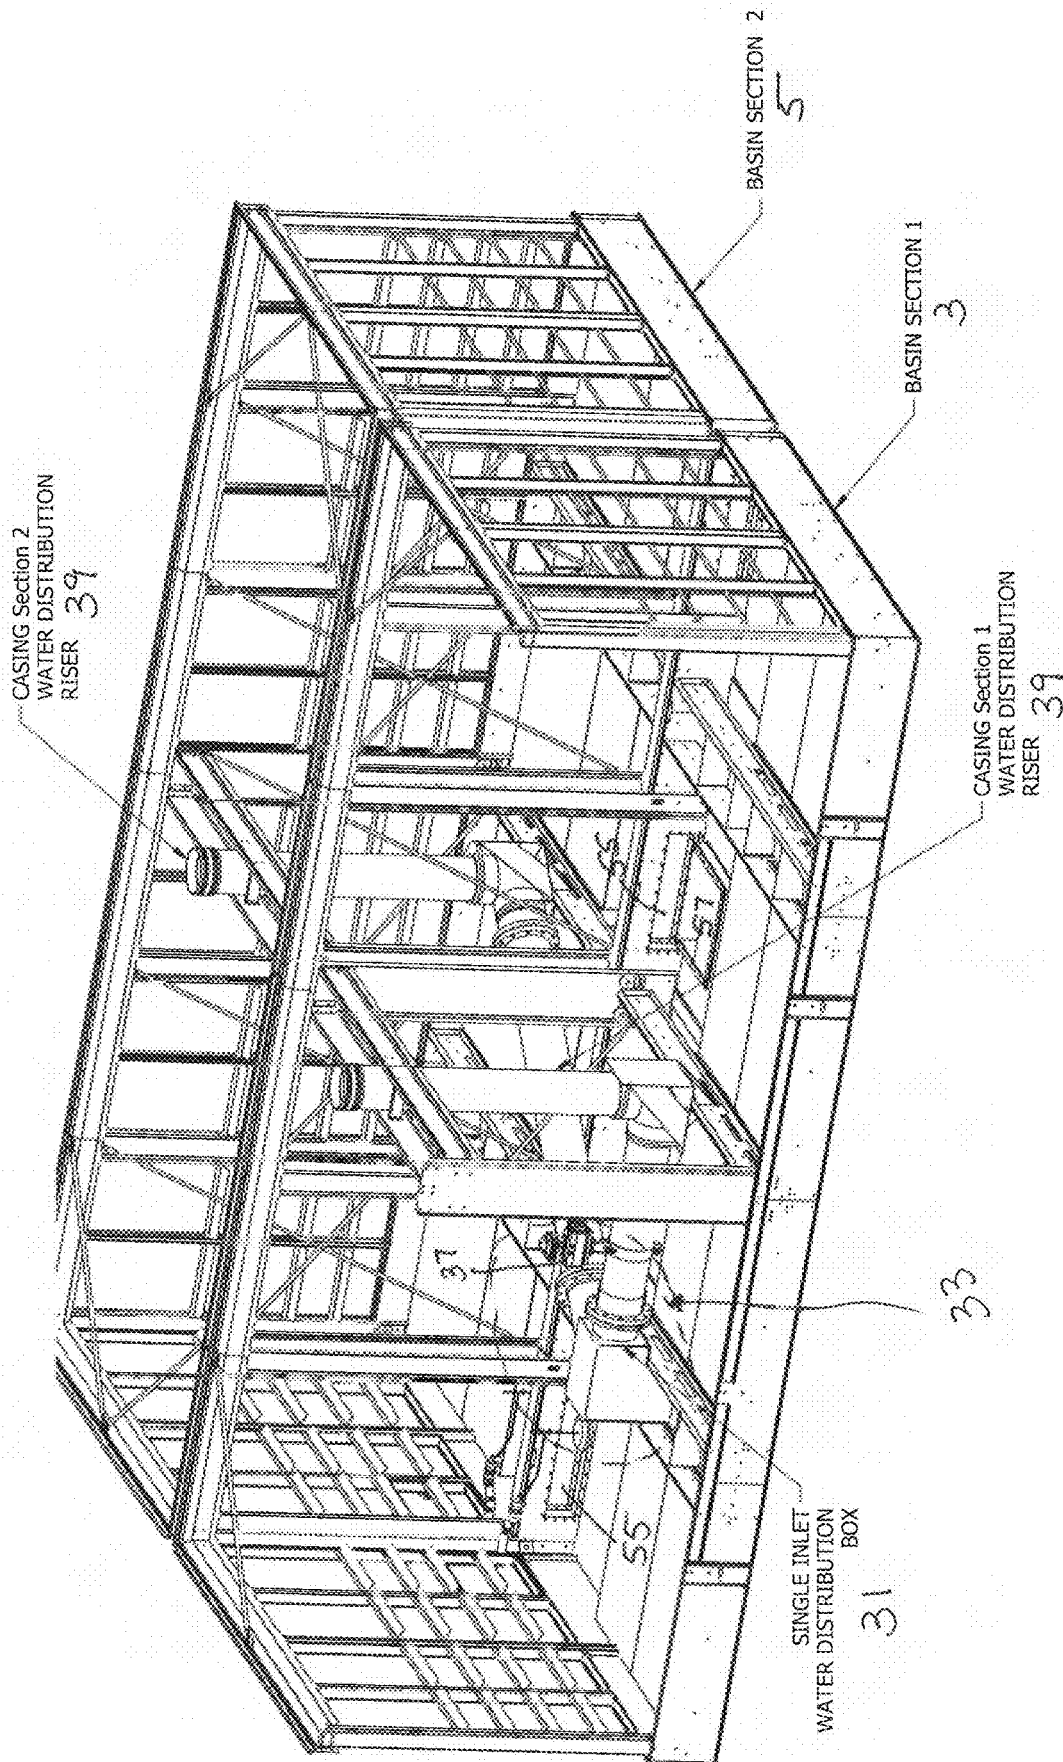 CASING Section 2
WATER DISTRIBUTION
RISER 39
BASIN SECTION 2
5
BASIN SECTION 1
3
CASING Section 1
WATER DISTRIBUTION
RISER 39
55
57
37
33
55
SINGLE INLET
WATER DISTRIBUTION
BOX
31